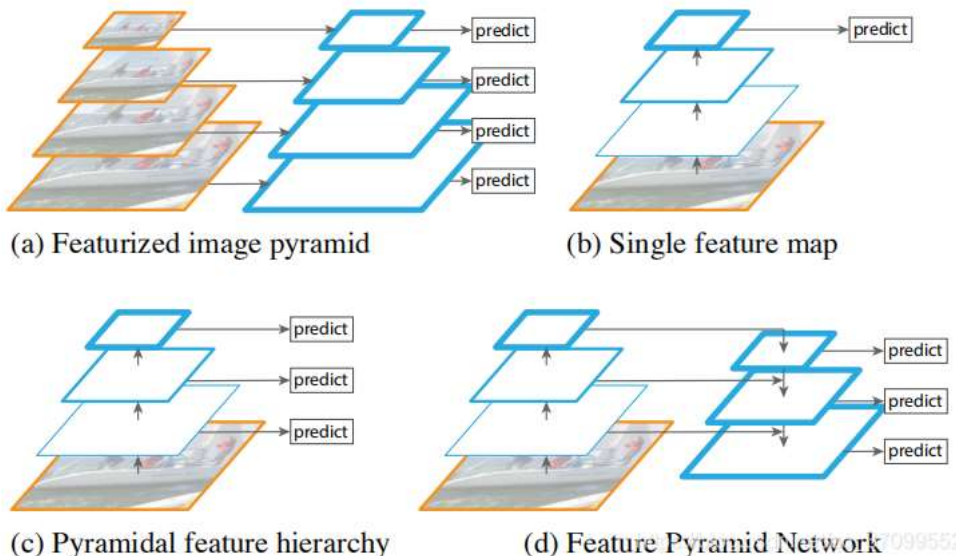 predict
predict
predict
predict
predict
(a) Featurized image pyramid
(b) Single feature map
predict
predict
predict
predict
predict
predict
(c) Pyramidal feature hierarchy
(d) Feature Pyramid Network